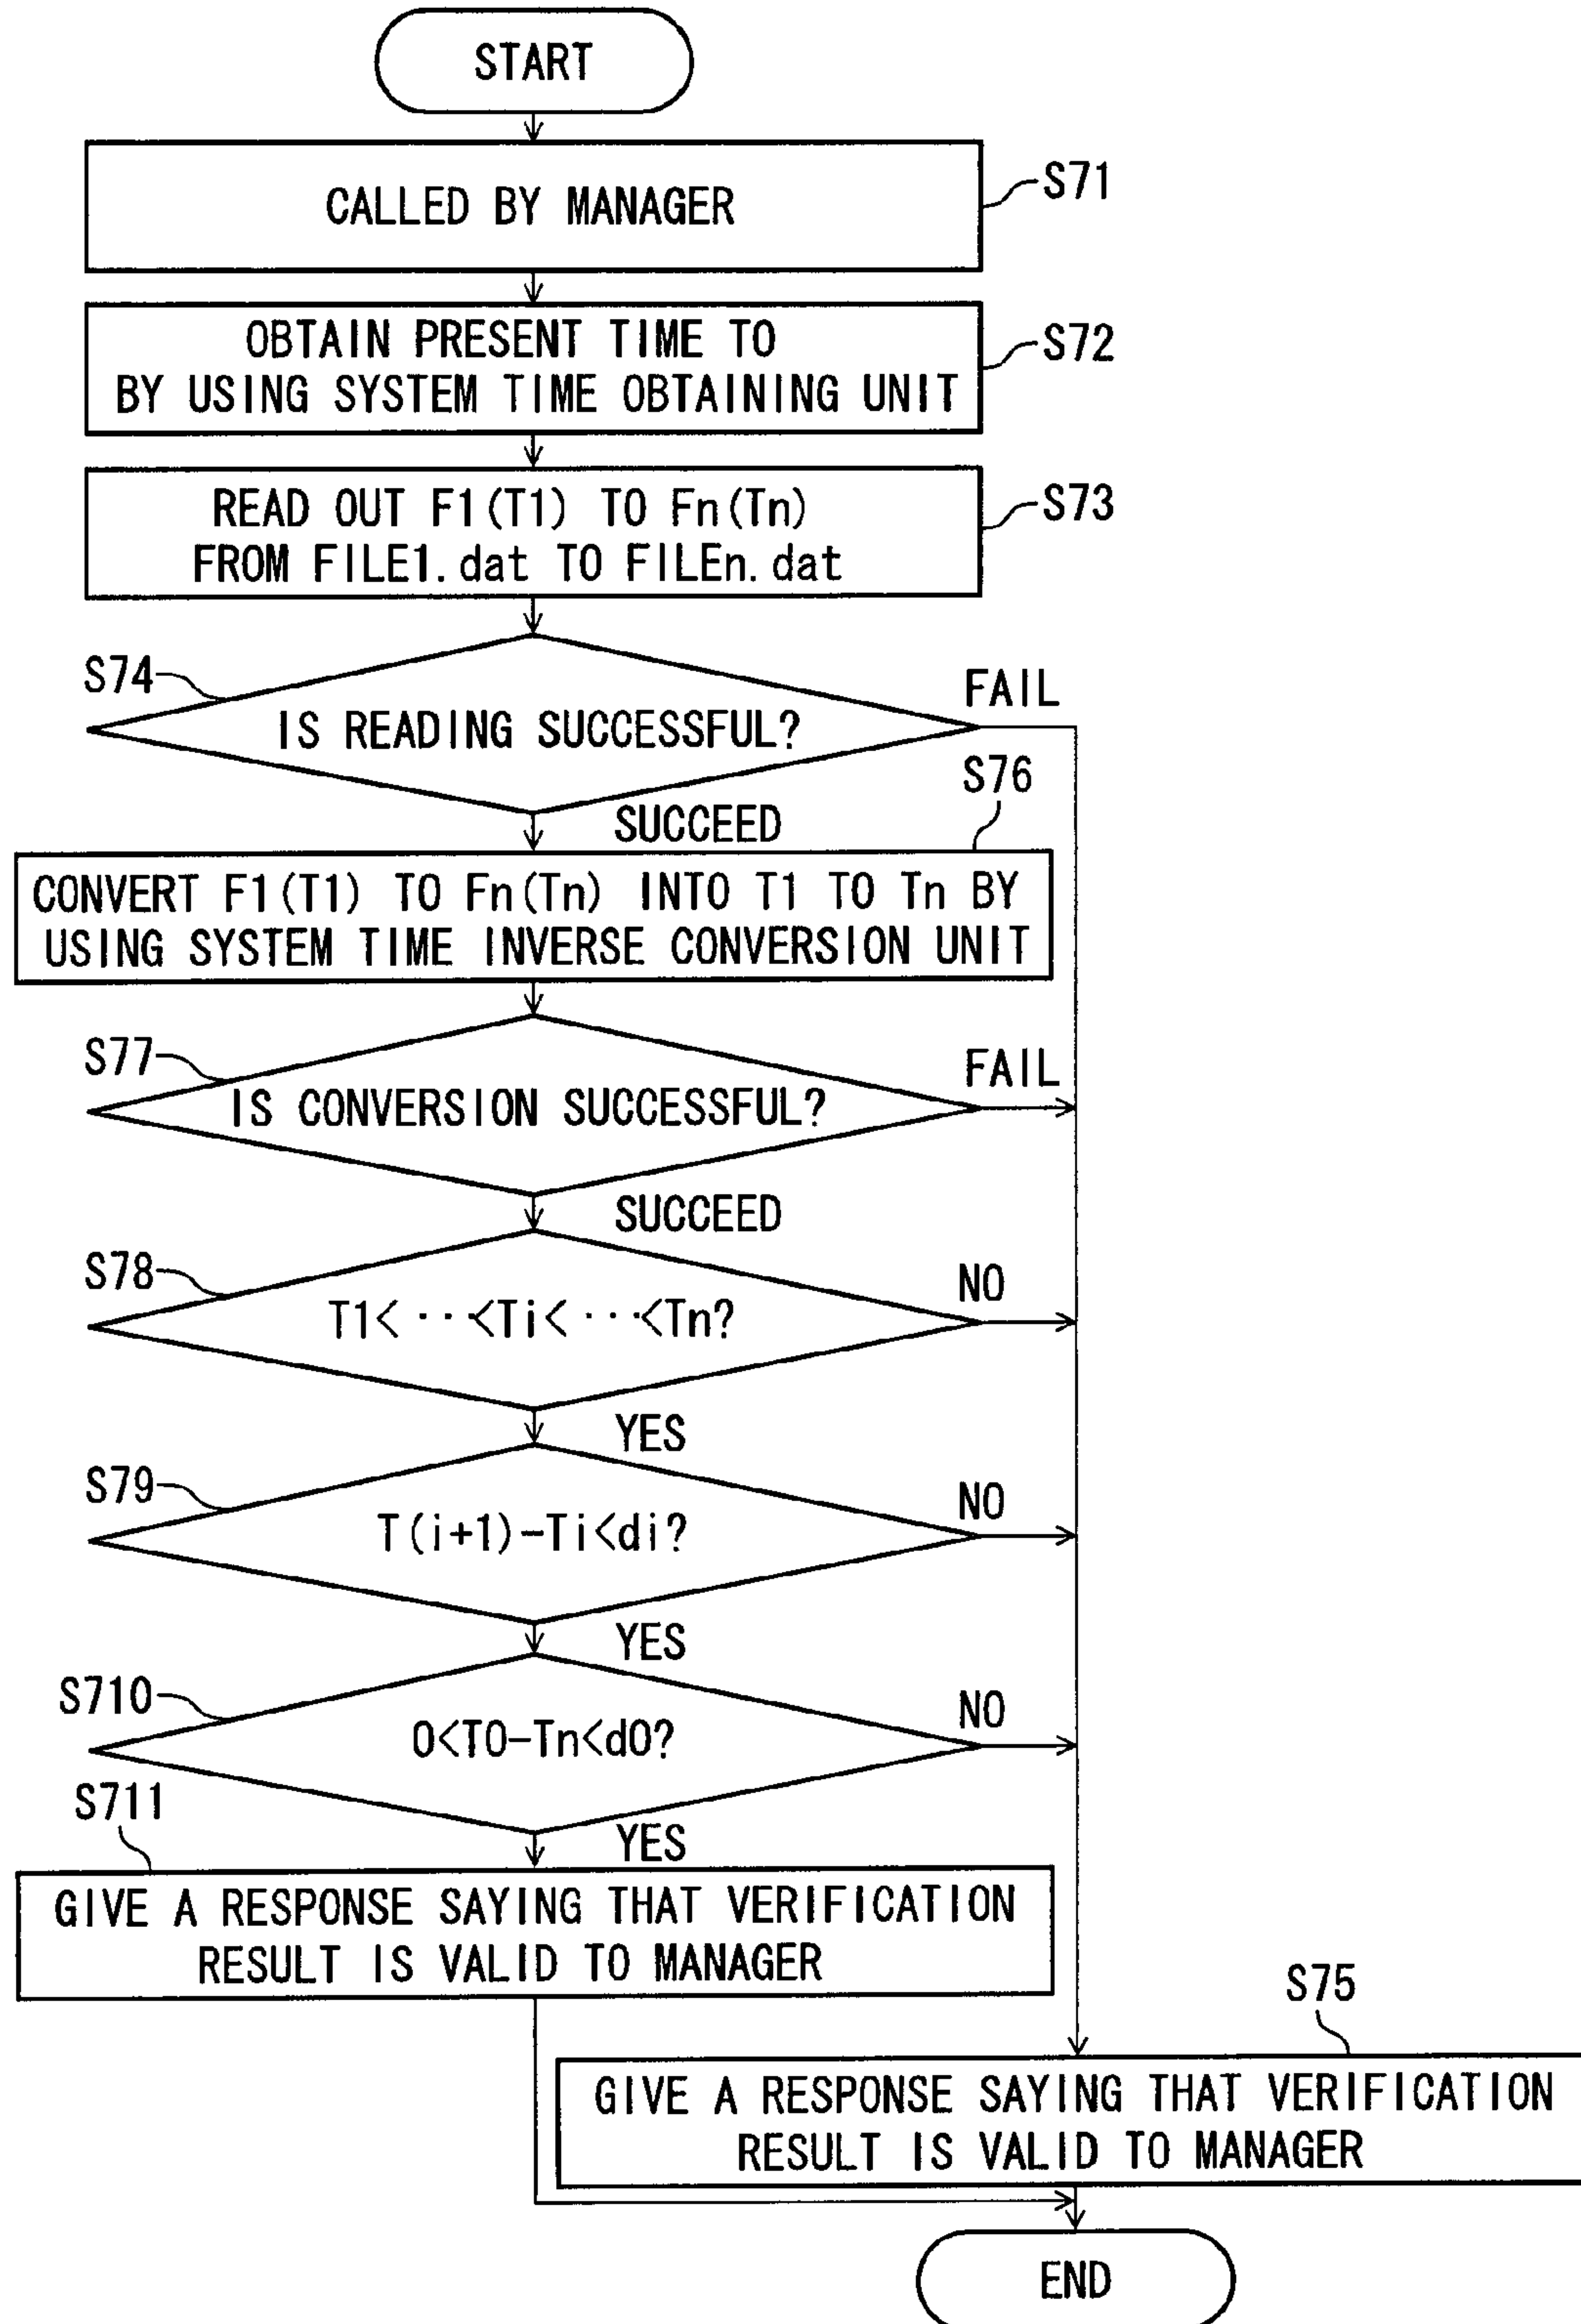 START
CALLED BY MANAGER
S71
OBTAIN PRESENT TIME T0
BY USING SYSTEM TIME OBTAINING UNIT
S72
READ OUT F1(T1) TO Fn(Tn)
FROM FILE1.dat TO FILEn.dat
S73
S74
IS READING SUCCESSFUL?
FAIL
SUCCEED
S76
CONVERT F1(T1) TO Fn(Tn) INTO T1 TO Tn BY
USING SYSTEM TIME INVERSE CONVERSION UNIT
S77
IS CONVERSION SUCCESSFUL?
FAIL
SUCCEED
S78
T1< ···<Ti< ···<Tn?
NO
YES
S79
T(i+1)-Ti<di?
NO
YES
S710
0<T0-Tn<d0?
NO
YES
S711
GIVE A RESPONSE SAYING THAT VERIFICATION
RESULT IS VALID TO MANAGER
S75
GIVE A RESPONSE SAYING THAT VERIFICATION
RESULT IS VALID TO MANAGER
END